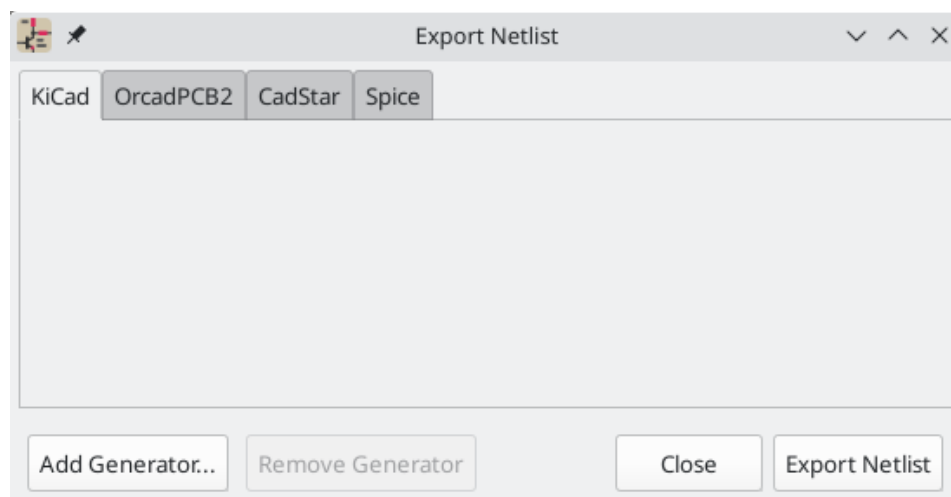 Export Netlist
KiCad OrcadPCB2 CadStar Spice
Add Generator... Remove Generator Close Export Netlist